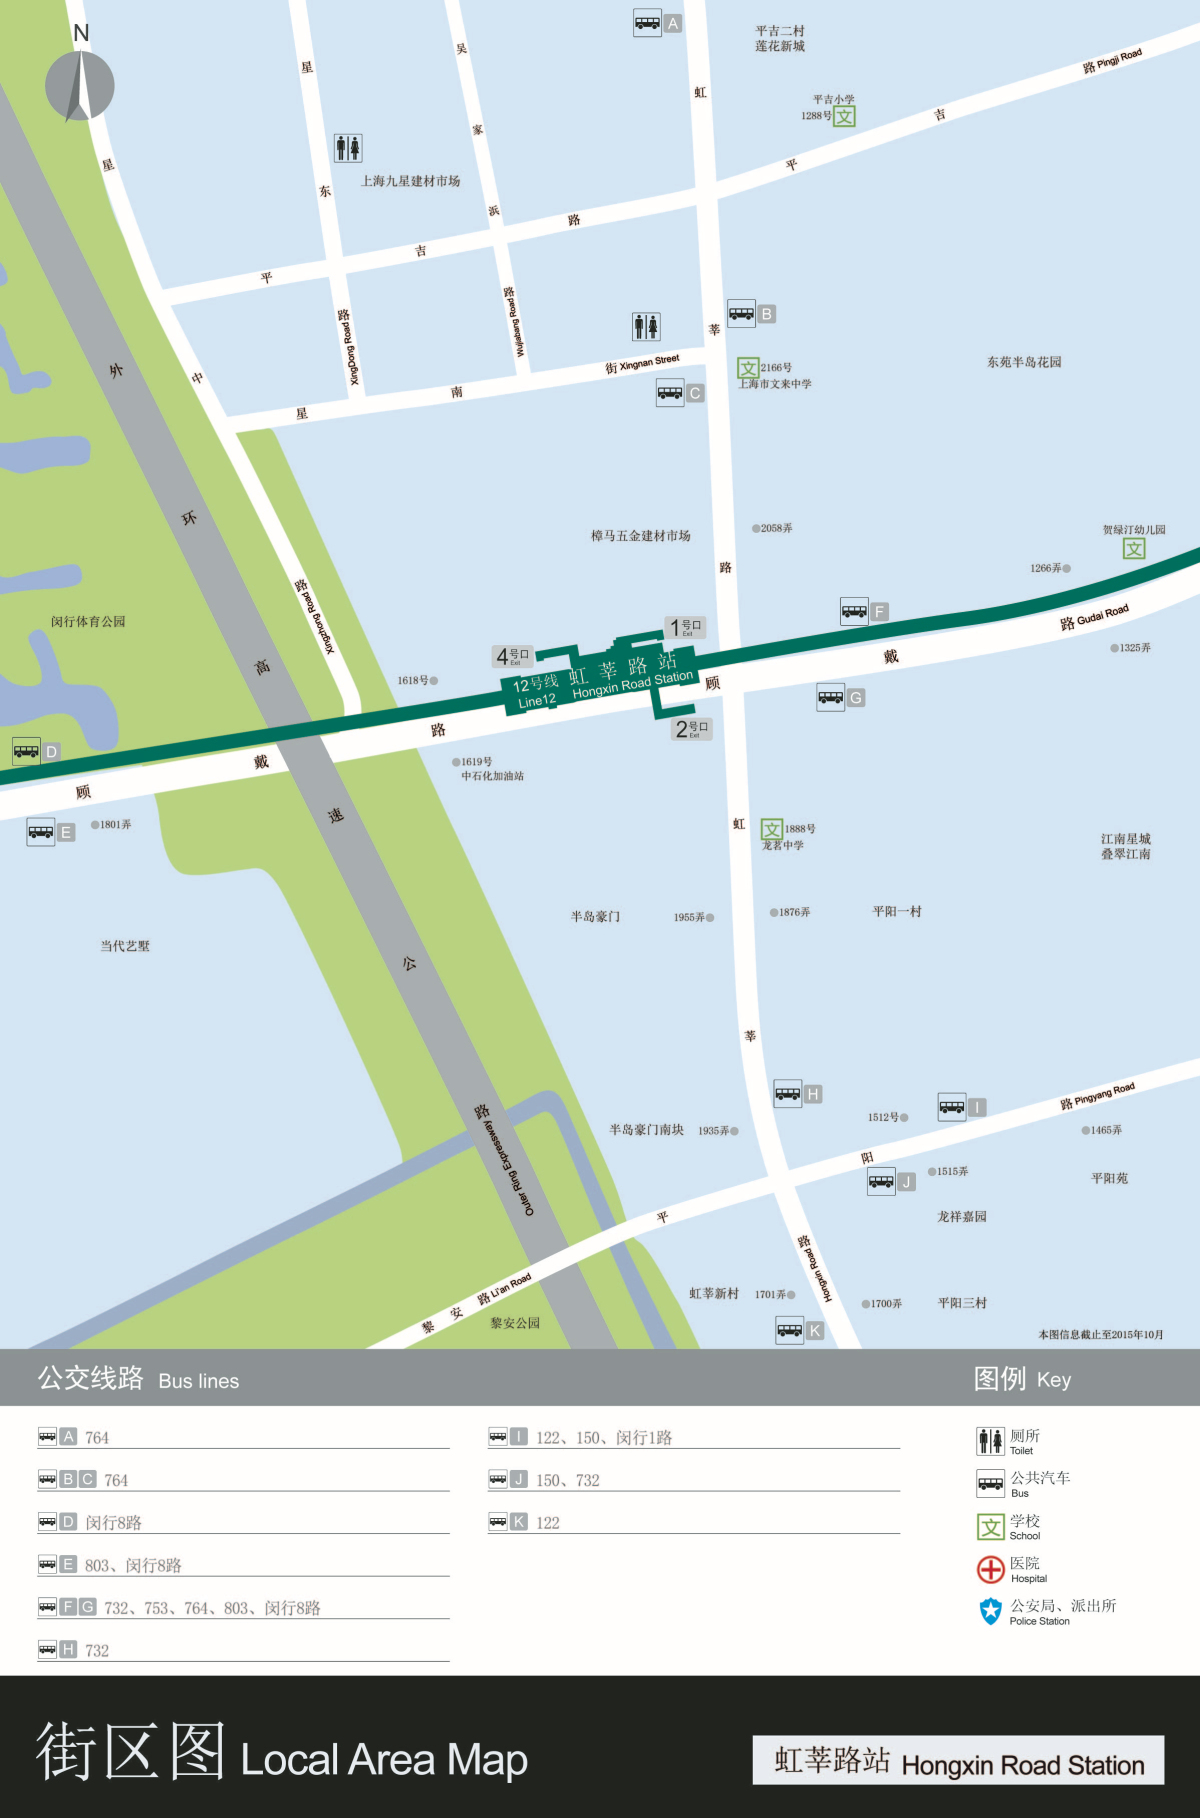 N
A
平吉二村
莲花新城
平吉小学
1288号 文
平吉路 Pingji Road
星东路 XingDong Road
吴家浜路 Wujiabang Road
上海九星建材市场
平吉路
虹莘路
B
星南街 Xingnan Street
C
文 2166号
上海市文来中学
东苑半岛花园
星中路 Xingzhong Road
外环高速公路 Outer Ring Expressway
樟马五金建材市场
2058弄
贺绿汀幼儿园
文
1266弄
F
闵行体育公园
1号口
Exit
4号口
Exit
12号线
Line12
虹莘路站
Hongxin Road Station
2号口
Exit
顾戴路 Gudai Road
1325弄
1618号
G
D
顾戴路
1619号
中石化加油站
E
1801弄
文 1888号
龙茗中学
江南星城
叠翠江南
半岛豪门
1955弄
1876弄
平阳一村
当代艺墅
虹莘路 Hongxin Road
H
I
1512号
平阳路 Pingyang Road
1465弄
半岛豪门南块
1935弄
J
1515弄
平阳苑
龙祥嘉园
黎安路 Li'an Road
黎安公园
虹莘新村
1701弄
1700弄
平阳三村
K
本图信息截止至2015年10月
公交线路 Bus lines
图例 Key
A 764
B C 764
D 闵行8路
E 803、闵行8路
F G 732、753、764、803、闵行8路
H 732
I 122、150、闵行1路
J 150、732
K 122
厕所
Toilet
公共汽车
Bus
文 学校
School
医院
Hospital
公安局、派出所
Police Station
街区图 Local Area Map
虹莘路站 Hongxin Road Station